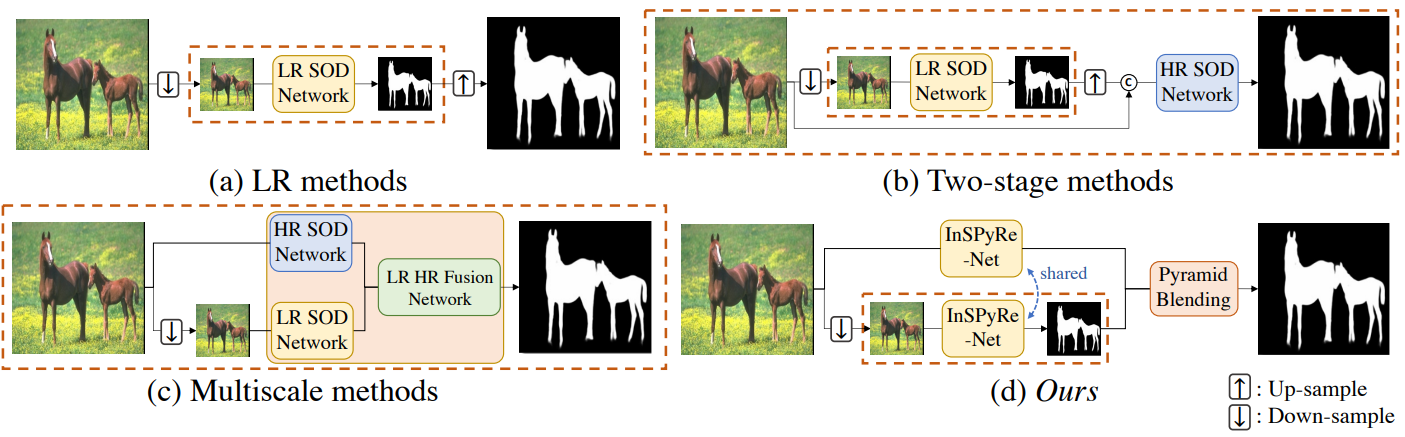 LR SOD
Network
(a) LR methods
LR SOD
Network
C
HR SOD
Network
(b) Two-stage methods
HR SOD
Network
LR SOD
Network
LR HR Fusion
Network
(c) Multiscale methods
InSPyRe
-Net
shared
InSPyRe
-Net
Pyramid
Blending
(d) Ours
↑ : Up-sample
↓ : Down-sample